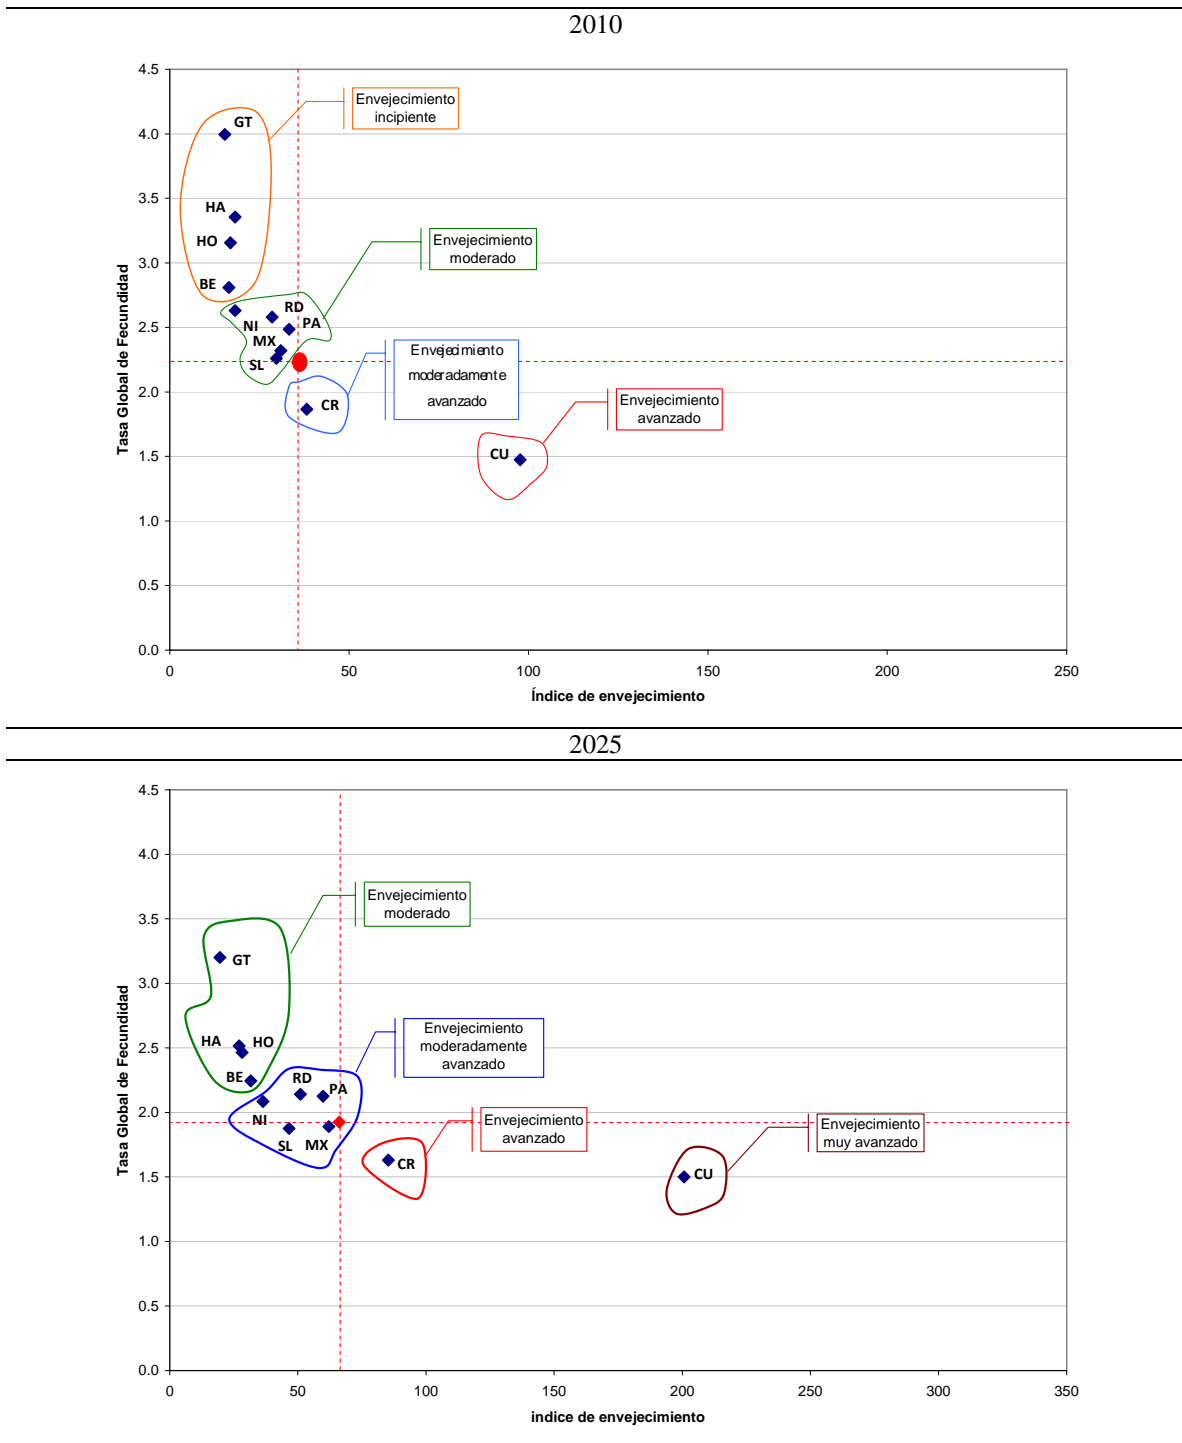 2010
4.5
4.0
3.5
3.0
2.5
2.0
1.5
1.0
0.5
0.0
Tasa Global de Fecundidad
Envejecimiento
incipiente
GT
HA
HO
BE
Envejecimiento
moderado
NI
RD
PA
MX
SL
Envejecimiento
moderadamente
avanzado
CR
Envejecimiento
avanzado
CU
0
50
100
150
200
250
Índice de envejecimiento
2025
4.5
4.0
3.5
3.0
2.5
2.0
1.5
1.0
0.5
0.0
Tasa Global de Fecundidad
Envejecimiento
moderado
GT
HA
HO
BE
Envejecimiento
moderadamente
avanzado
RD
PA
NI
SL
MX
Envejecimiento
avanzado
CR
Envejecimiento
muy avanzado
CU
0
50
100
150
200
250
300
350
indice de envejecimiento